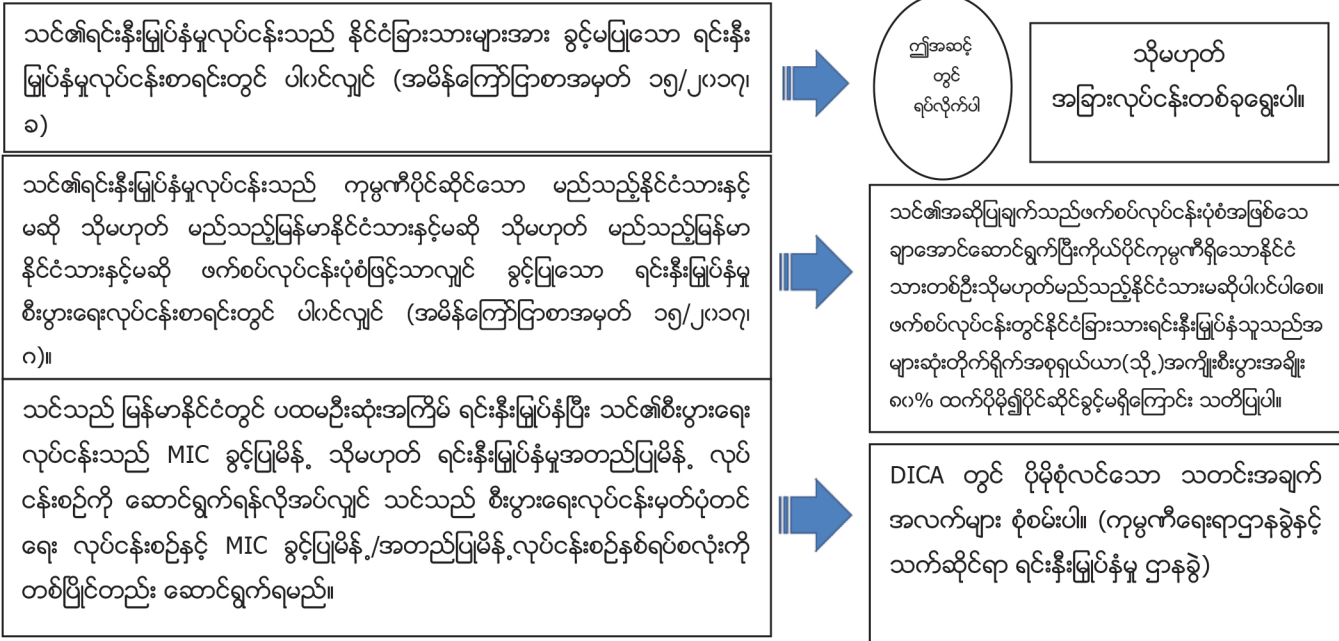 သင်၏ရင်းနှီးမြှုပ်နှံမှုလုပ်ငန်းသည် နိုင်ငံခြားသားများအား ခွင့်မပြုသော ရင်းနှီး
မြှုပ်နှံမှုလုပ်ငန်းစာရင်းတွင် ပါဝင်လျှင် (အမိန်ကြော်ငြာစာအမှတ် ၁၅/၂၀၁၇၊
ခ)
ဤအဆင့်
တွင်
ရပ်လိုက်ပါ
သို့မဟုတ်
အခြားလုပ်ငန်းတစ်ခုရွေးပါ။
သင်၏ရင်းနှီးမြှုပ်နှံမှုလုပ်ငန်းသည် ကုမ္ပဏီပိုင်ဆိုင်သော မည်သည့်နိုင်ငံသားနှင့်
မဆို သို့မဟုတ် မည်သည့်မြန်မာနိုင်ငံသားနှင့်မဆို သို့မဟုတ် မည်သည့်မြန်မာ
နိုင်ငံသားနှင့်မဆို ဖက်စပ်လုပ်ငန်းပုံစံဖြင့်သာလျှင် ခွင့်ပြုသော ရင်းနှီးမြှုပ်နှံမှု
စီးပွားရေးလုပ်ငန်းစာရင်းတွင် ပါဝင်လျှင် (အမိန်ကြော်ငြာစာအမှတ် ၁၅/၂၀၁၇၊
ဂ)။
သင်၏အဆိုပြုချက်သည်ဖက်စပ်လုပ်ငန်းပုံစံအဖြစ်သေ
ချာအောင်ဆောင်ရွက်ပြီးကိုယ်ပိုင်ကုမ္ပဏီရှိသောနိုင်ငံ
သားတစ်ဦးသို့မဟုတ်မည်သည့်နိုင်ငံသားမဆိုပါဝင်ပါစေ။
ဖက်စပ်လုပ်ငန်းတွင်နိုင်ငံခြားသားရင်းနှီးမြှုပ်နှံသူသည်အ
များဆုံးတိုက်ရိုက်အစုရှယ်ယာ(သို့)အကျိုးစီးပွားအချိုး
၈၀% ထက်ပိုမို၍ပိုင်ဆိုင်ခွင့်မရှိကြောင်း သတိပြုပါ။
သင်သည် မြန်မာနိုင်ငံတွင် ပထမဦးဆုံးအကြိမ် ရင်းနှီးမြှုပ်နှံပြီး သင်၏စီးပွားရေး
လုပ်ငန်းသည် MIC ခွင့်ပြုမိန့် သို့မဟုတ် ရင်းနှီးမြှုပ်နှံမှုအတည်ပြုမိန့် လုပ်
ငန်းစဉ်ကို ဆောင်ရွက်ရန်လိုအပ်လျှင် သင်သည် စီးပွားရေးလုပ်ငန်းမှတ်ပုံတင်
ရေး လုပ်ငန်းစဉ်နှင့် MIC ခွင့်ပြုမိန့်/အတည်ပြုမိန့်လုပ်ငန်းစဉ်နှစ်ရပ်စလုံးကို
တစ်ပြိုင်တည်း ဆောင်ရွက်ရမည်။
DICA တွင် ပိုမိုစုံလင်သော သတင်းအချက်
အလက်များ စုံစမ်းပါ။ (ကုမ္ပဏီရေးရာဌာနခွဲနှင့်
သက်ဆိုင်ရာ ရင်းနှီးမြှုပ်နှံမှု ဌာနခွဲ)